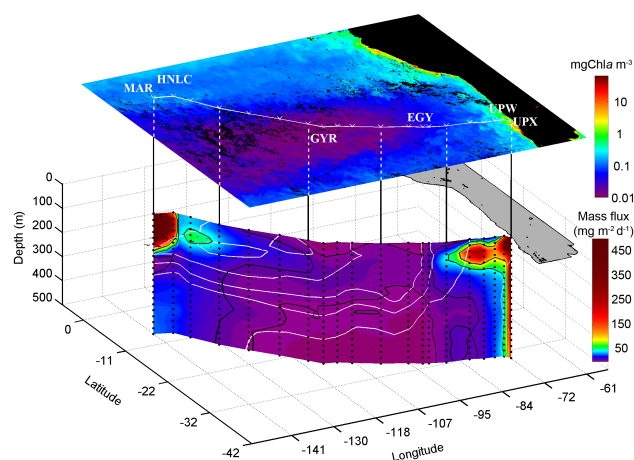 mgChla m-3
HNLC
MAR
UPW
EGY
UPX
GYR
10
1
0.1
0.01
Mass flux
(mg m-2 d-1)
450
350
250
150
50
Depth (m)
0
100
200
300
400
500
Latitude
0
-11
-22
-32
-42
Longitude
-141
-130
-118
-107
-95
-84
-72
-61